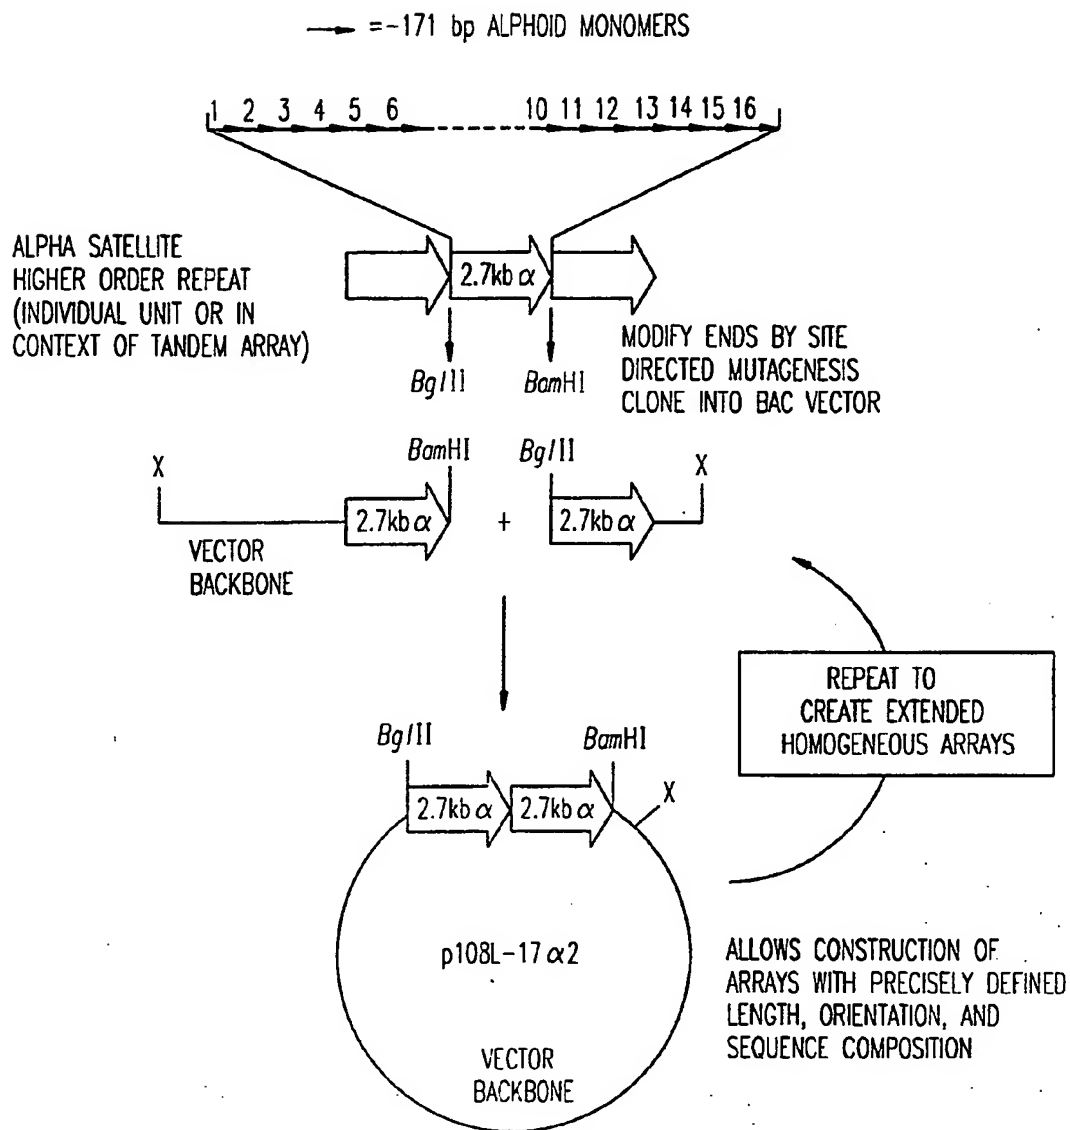 =-171 bp ALPHOID MONOMERS
1 2 3 4 5 6 10 11 12 13 14 15 16
ALPHA SATELLITE
HIGHER ORDER REPEAT
(INDIVIDUAL UNIT OR IN
CONTEXT OF TANDEM ARRAY)
2.7kb α
MODIFY ENDS BY SITE
DIRECTED MUTAGENESIS
CLONE INTO BAC VECTOR
BglII
BamHI
X
BamHI
BglII
X
2.7kb α
+
2.7kb α
VECTOR
BACKBONE
REPEAT TO
CREATE EXTENDED
HOMOGENEOUS ARRAYS
BglII
BamHI
X
2.7kb α
2.7kb α
p108L-17α2
VECTOR
BACKBONE
ALLOWS CONSTRUCTION OF
ARRAYS WITH PRECISELY DEFINED
LENGTH, ORIENTATION, AND
SEQUENCE COMPOSITION